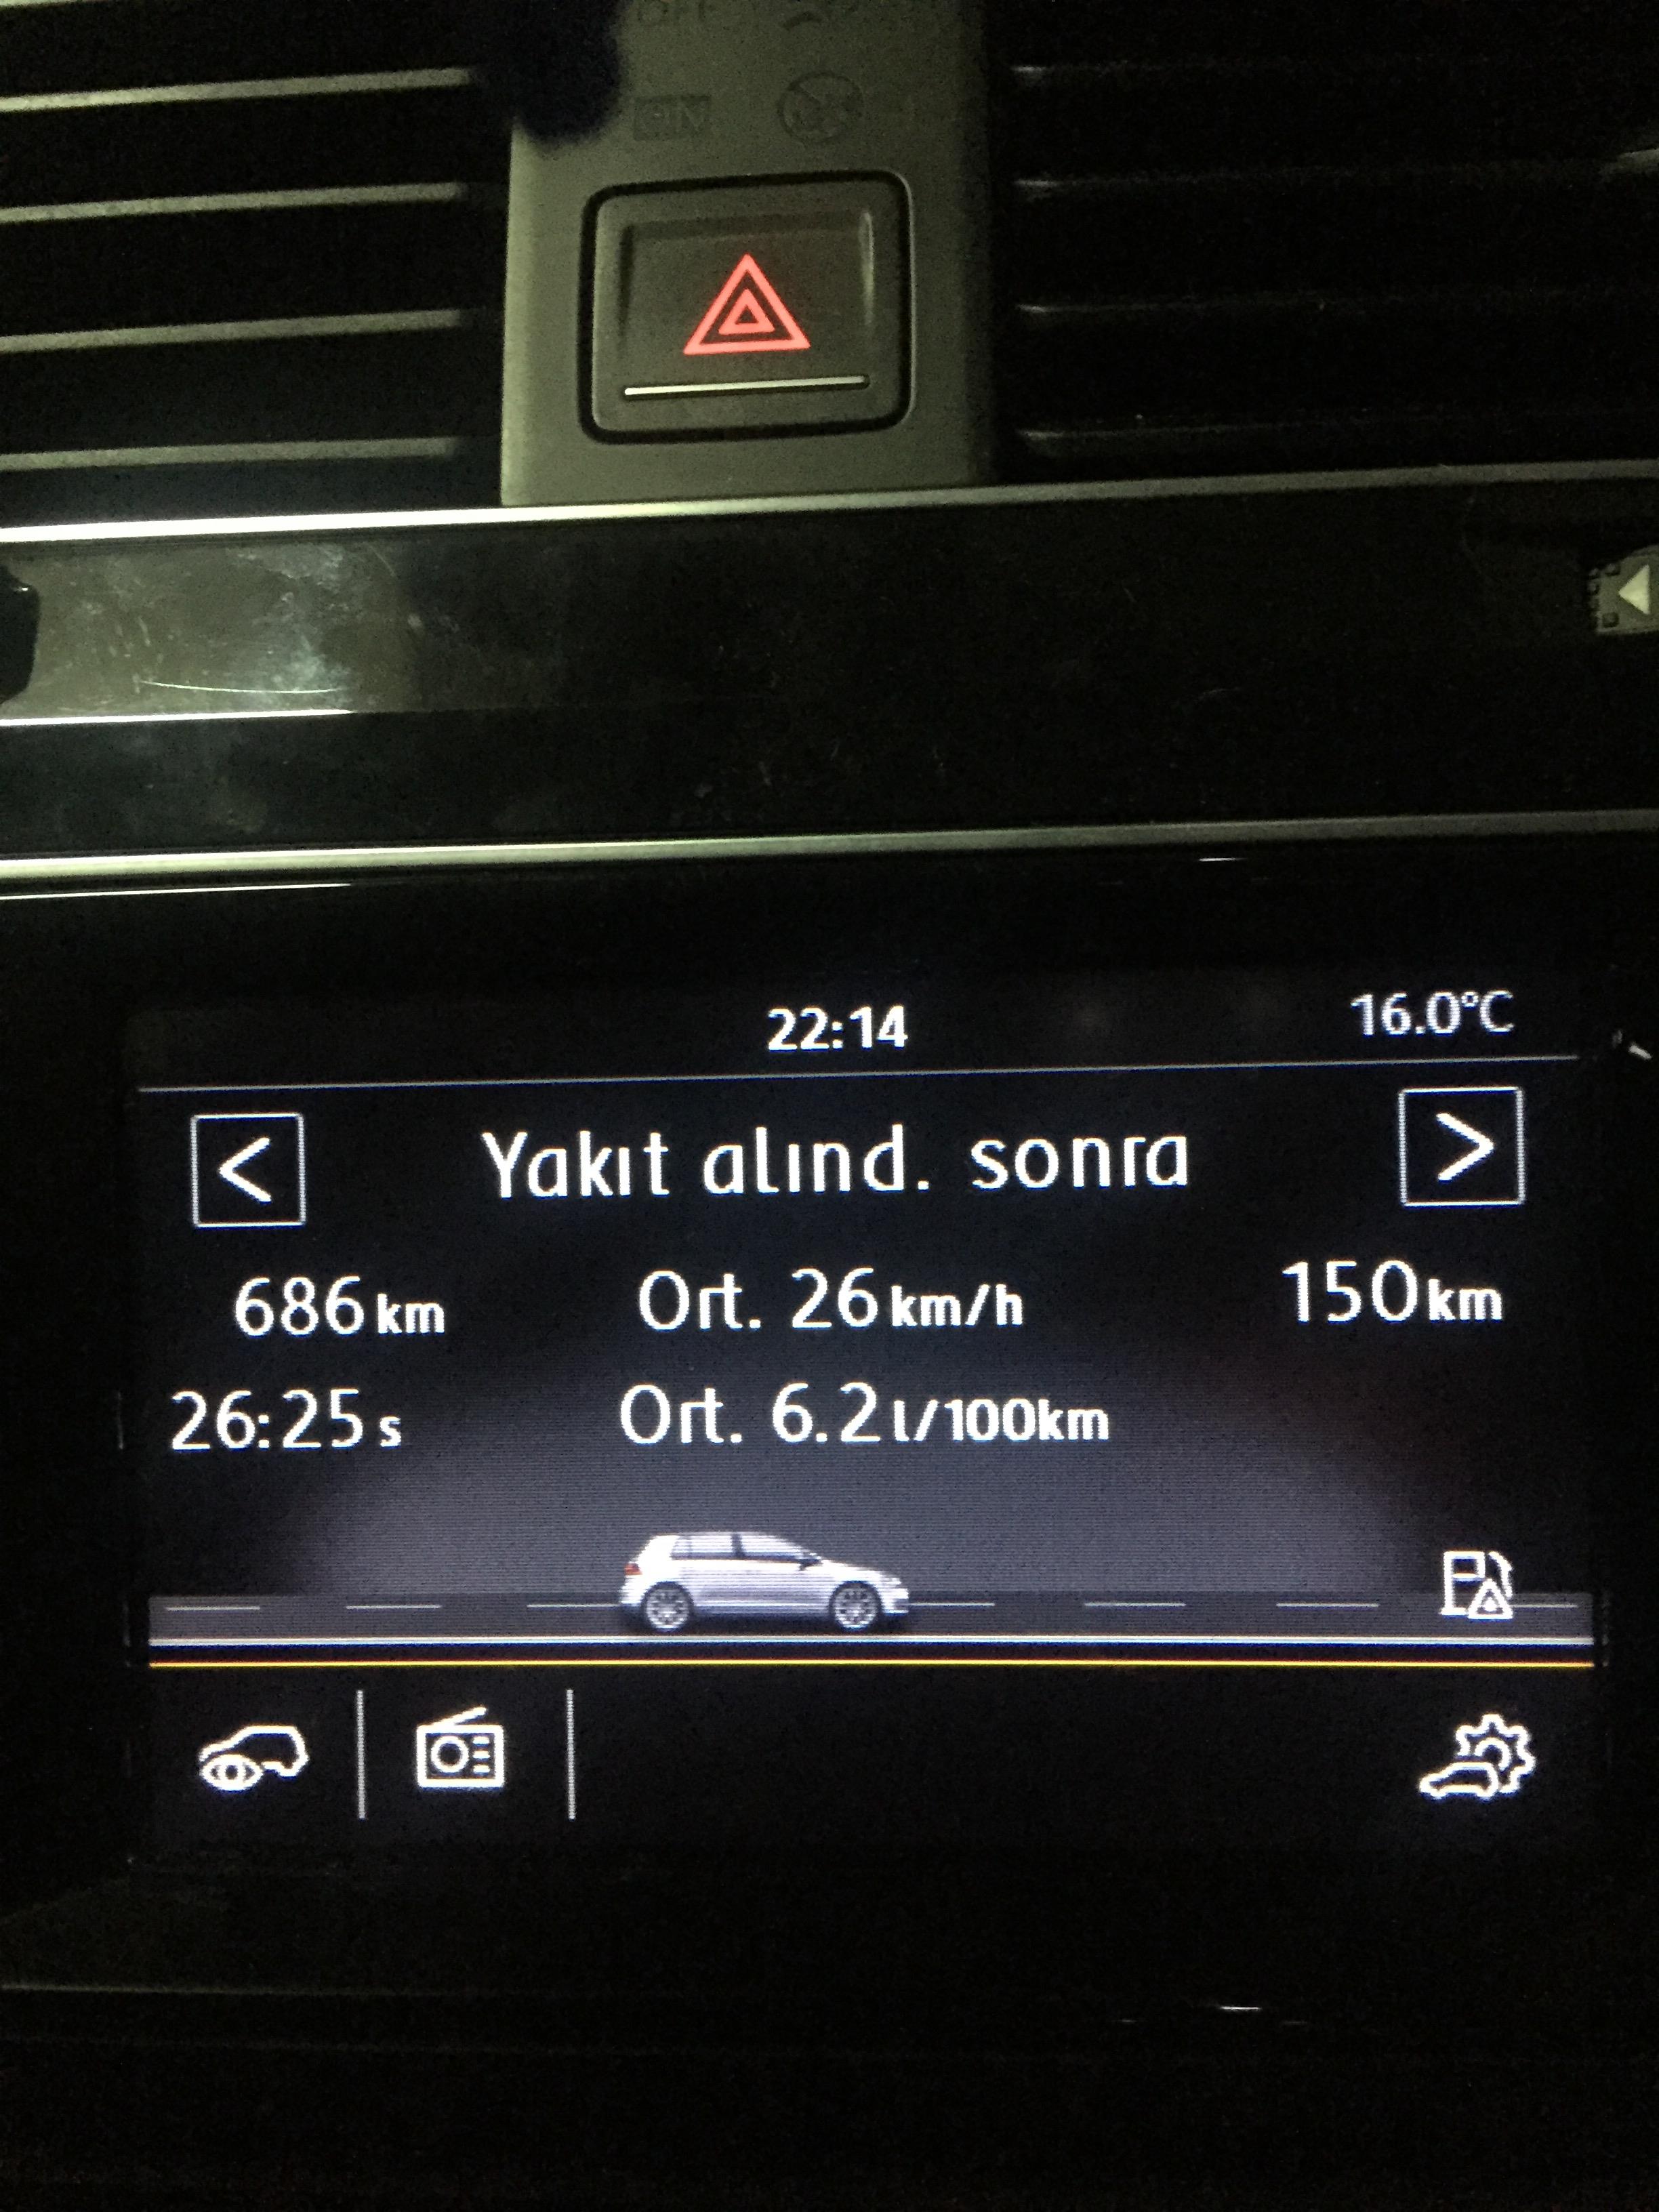 22:14
16.0°C
< Yakıt alınd. sonra >
686 km Ort. 26 km/h 150 km
26:25 s Ort. 6.2 l/100km